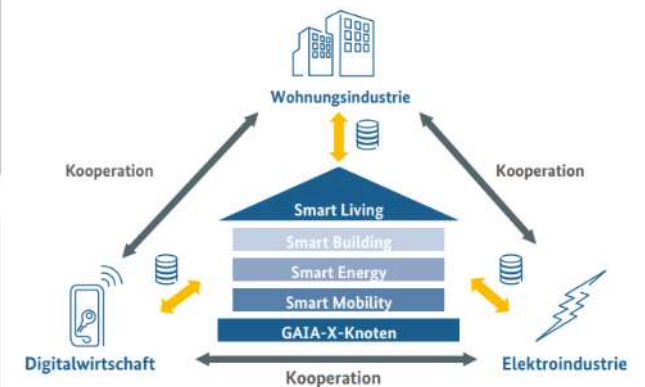 Wohnungsindustrie
Kooperation
Kooperation
Smart Living
Smart Building
Smart Energy
Smart Mobility
GAIA-X-Knoten
Digitalwirtschaft
Elektroindustrie
Kooperation